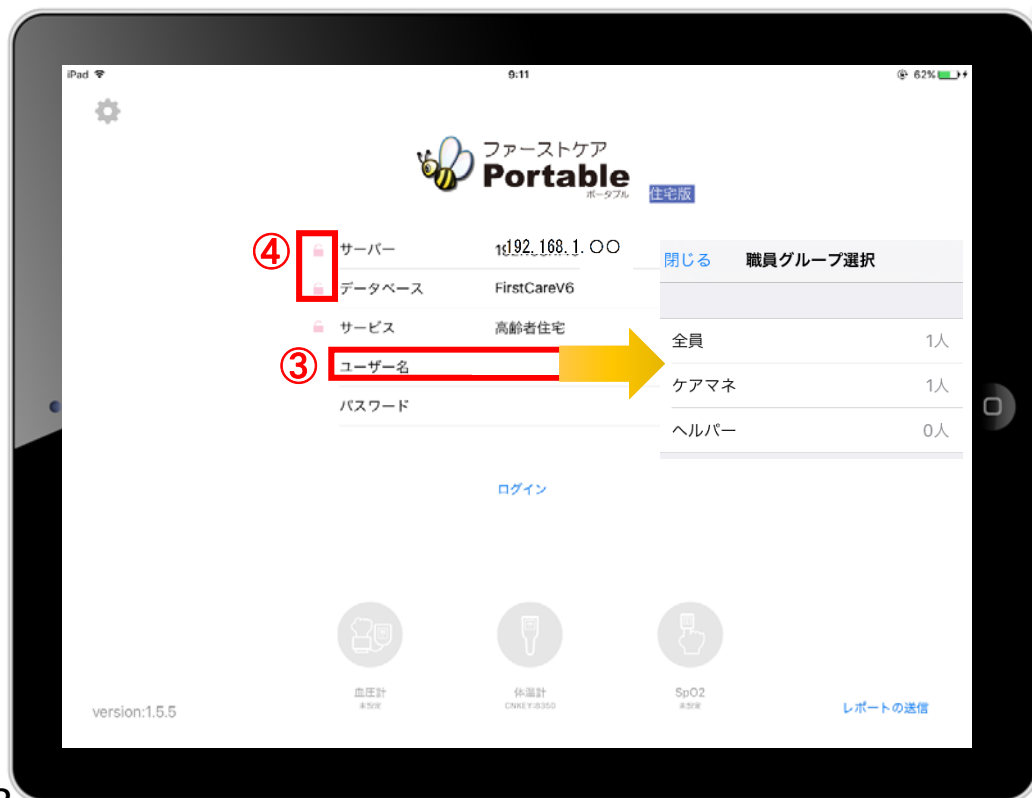 iPad
9:11
62%
ファーストケア
Portable
ポータブル
住宅版
④
サーバー
192.168.1.○○
データベース
FirstCareV6
サービス
高齢者住宅
③
ユーザー名
パスワード
閉じる 職員グループ選択
全員 1人
ケアマネ 1人
ヘルパー 0人
ログイン
血圧計
未設定
体温計
SpO2
未設定
version:1.5.5
レポートの送信